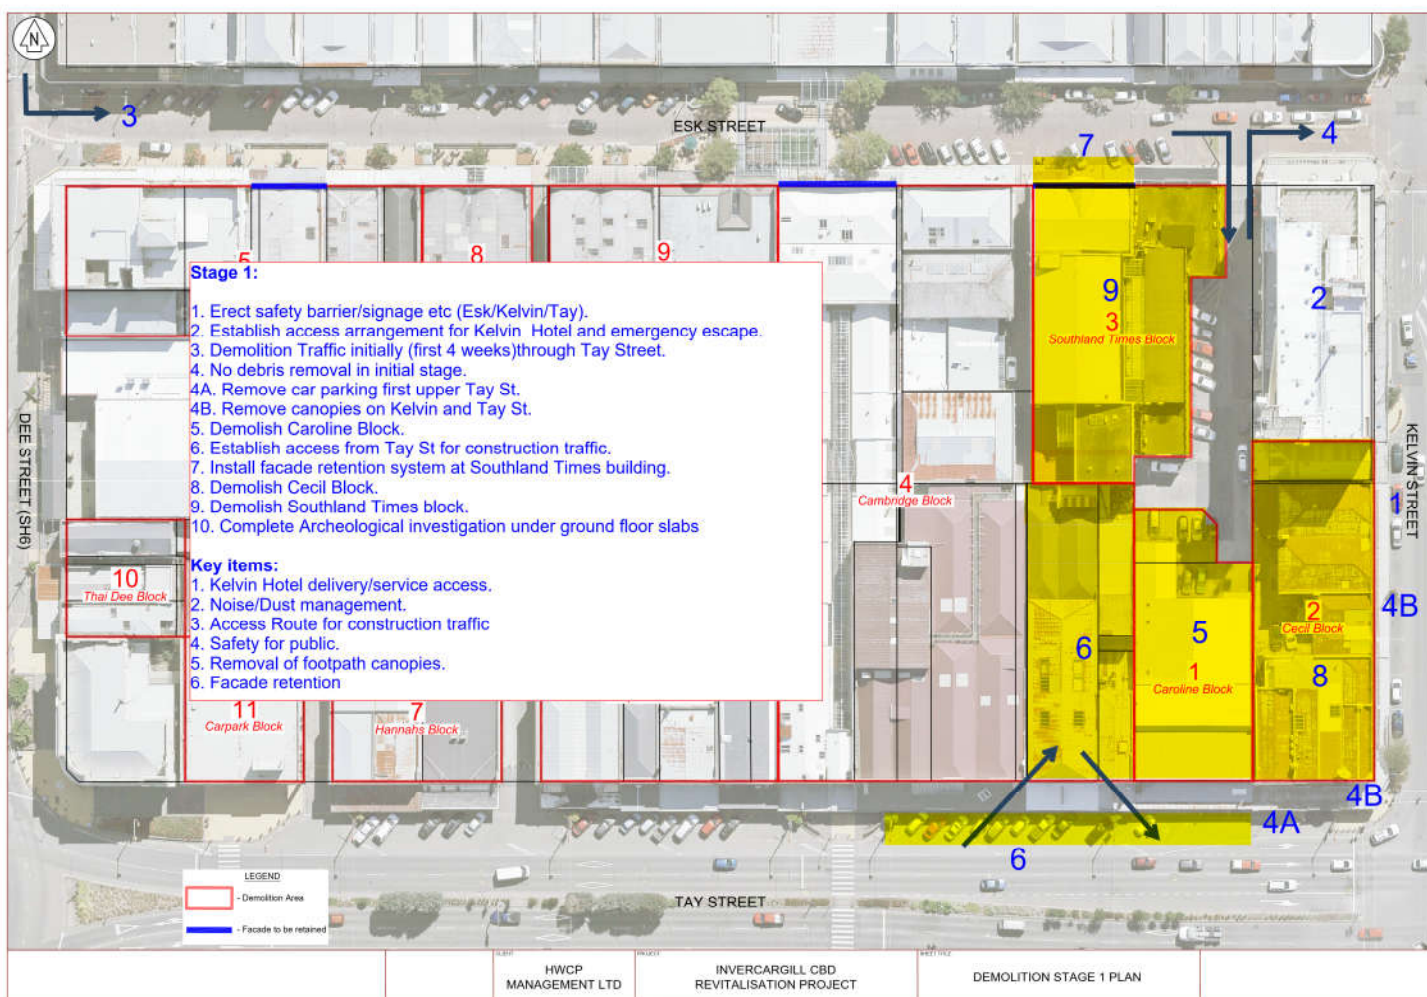 N
3
ESK STREET
7
4
5
8
9
9
3
Southland Times Block
2
Stage 1:
1. Erect safety barrier/signage etc (Esk/Kelvin/Tay).
2. Establish access arrangement for Kelvin Hotel and emergency escape.
3. Demolition Traffic initially (first 4 weeks)through Tay Street.
4. No debris removal in initial stage.
4A. Remove car parking first upper Tay St.
4B. Remove canopies on Kelvin and Tay St.
5. Demolish Caroline Block.
6. Establish access from Tay St for construction traffic.
7. Install facade retention system at Southland Times building.
8. Demolish Cecil Block.
9. Demolish Southland Times block.
10. Complete Archeological investigation under ground floor slabs
Key items:
1. Kelvin Hotel delivery/service access.
2. Noise/Dust management.
3. Access Route for construction traffic
4. Safety for public.
5. Removal of footpath canopies.
6. Facade retention
DEE STREET (SH6)
KELVIN STREET
4
Cambridge Block
1
10
Thai Dee Block
4B
2
Cecil Block
5
6
8
1
Caroline Block
11
Carpark Block
7
Hannahs Block
4B
4A
6
TAY STREET
LEGEND
- Demolition Area
- Facade to be retained
CLIENT
HWCP
MANAGEMENT LTD
PROJECT
INVERCARGILL CBD
REVITALISATION PROJECT
SHEET TITLE
DEMOLITION STAGE 1 PLAN